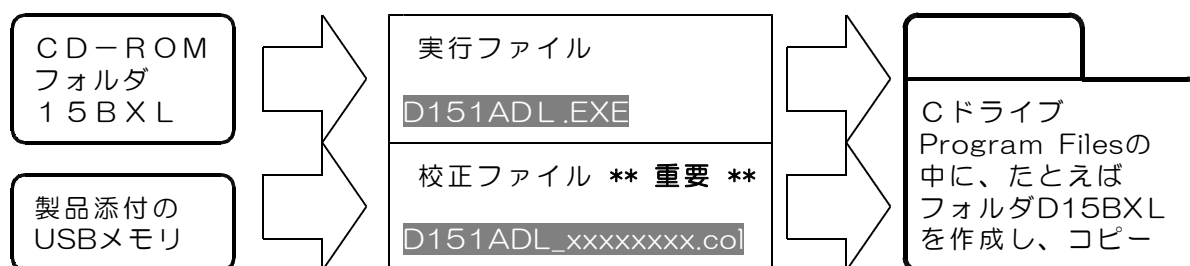 ＣＤ－ＲＯＭ
フォルダ
１５ＢＸＬ
実行ファイル
D151ADL.EXE
校正ファイル ** 重要 **
D151ADL_xxxxxxxx.col
製品添付の
USBメモリ
Cドライブ
Program Filesの
中に、たとえば
フォルダD15BXL
を作成し、コピー